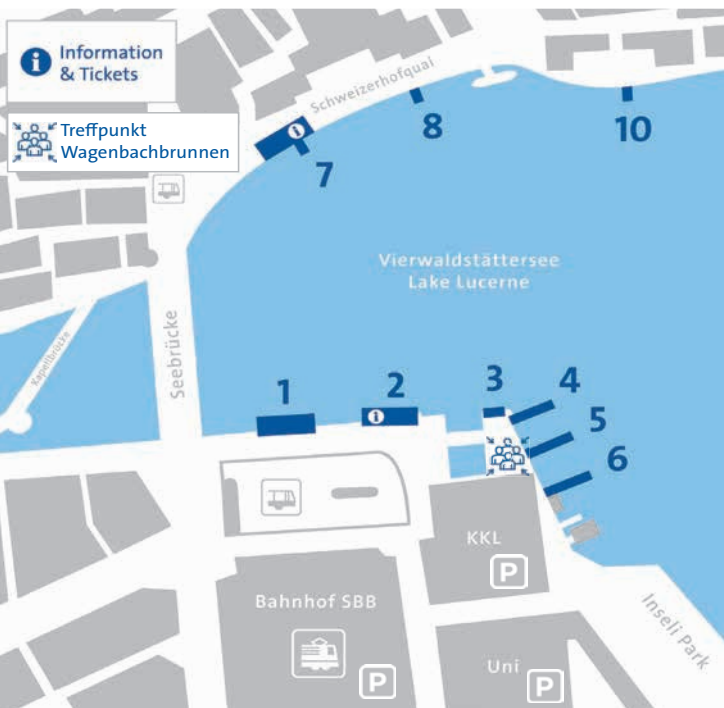 Information
& Tickets
Treffpunkt
Wagenbachbrunnen
Schweizerhofquai
7
8
10
Vierwaldstättersee
Lake Lucerne
Kapellbrücke
Seebrücke
1
2
3
4
5
6
KKL
P
Bahnhof SBB
P
Uni
P
Inseli Park